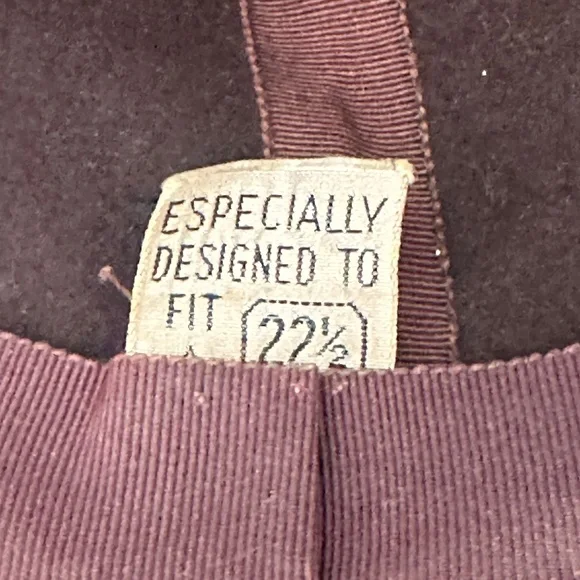 ESPECIALLY
DESIGNED TO
FIT 22½